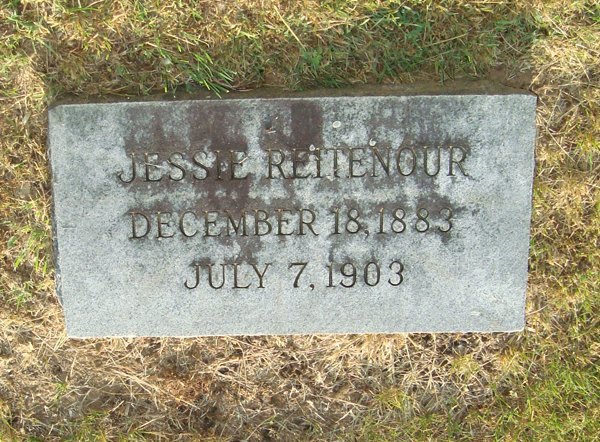 JESSIE REITENOUR
DECEMBER 18, 1883
JULY 7, 1903